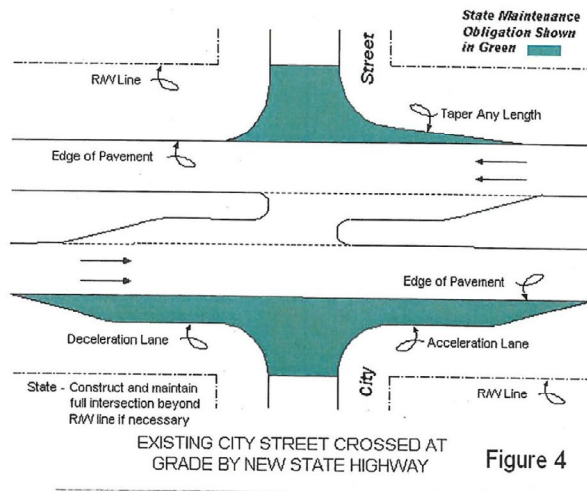 State Maintenance
Obligation Shown
in Green
Street
R/W Line
Taper Any Length
Edge of Pavement
Edge of Pavement
Deceleration Lane
Acceleration Lane
City
State - Construct and maintain
full intersection beyond
R/W line if necessary
R/W Line
EXISTING CITY STREET CROSSED AT
GRADE BY NEW STATE HIGHWAY
Figure 4